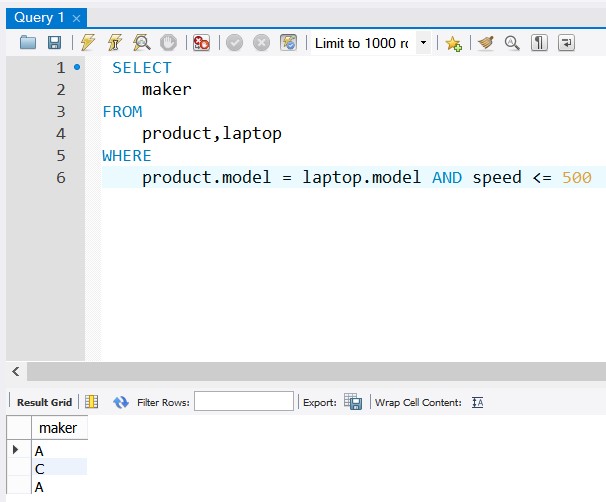 Query 1
Limit to 1000 r
1 SELECT
2 maker
3 FROM
4 product,laptop
5 WHERE
6 product.model = laptop.model AND speed <= 500
Result Grid Filter Rows: Export: Wrap Cell Content:
maker
A
C
A